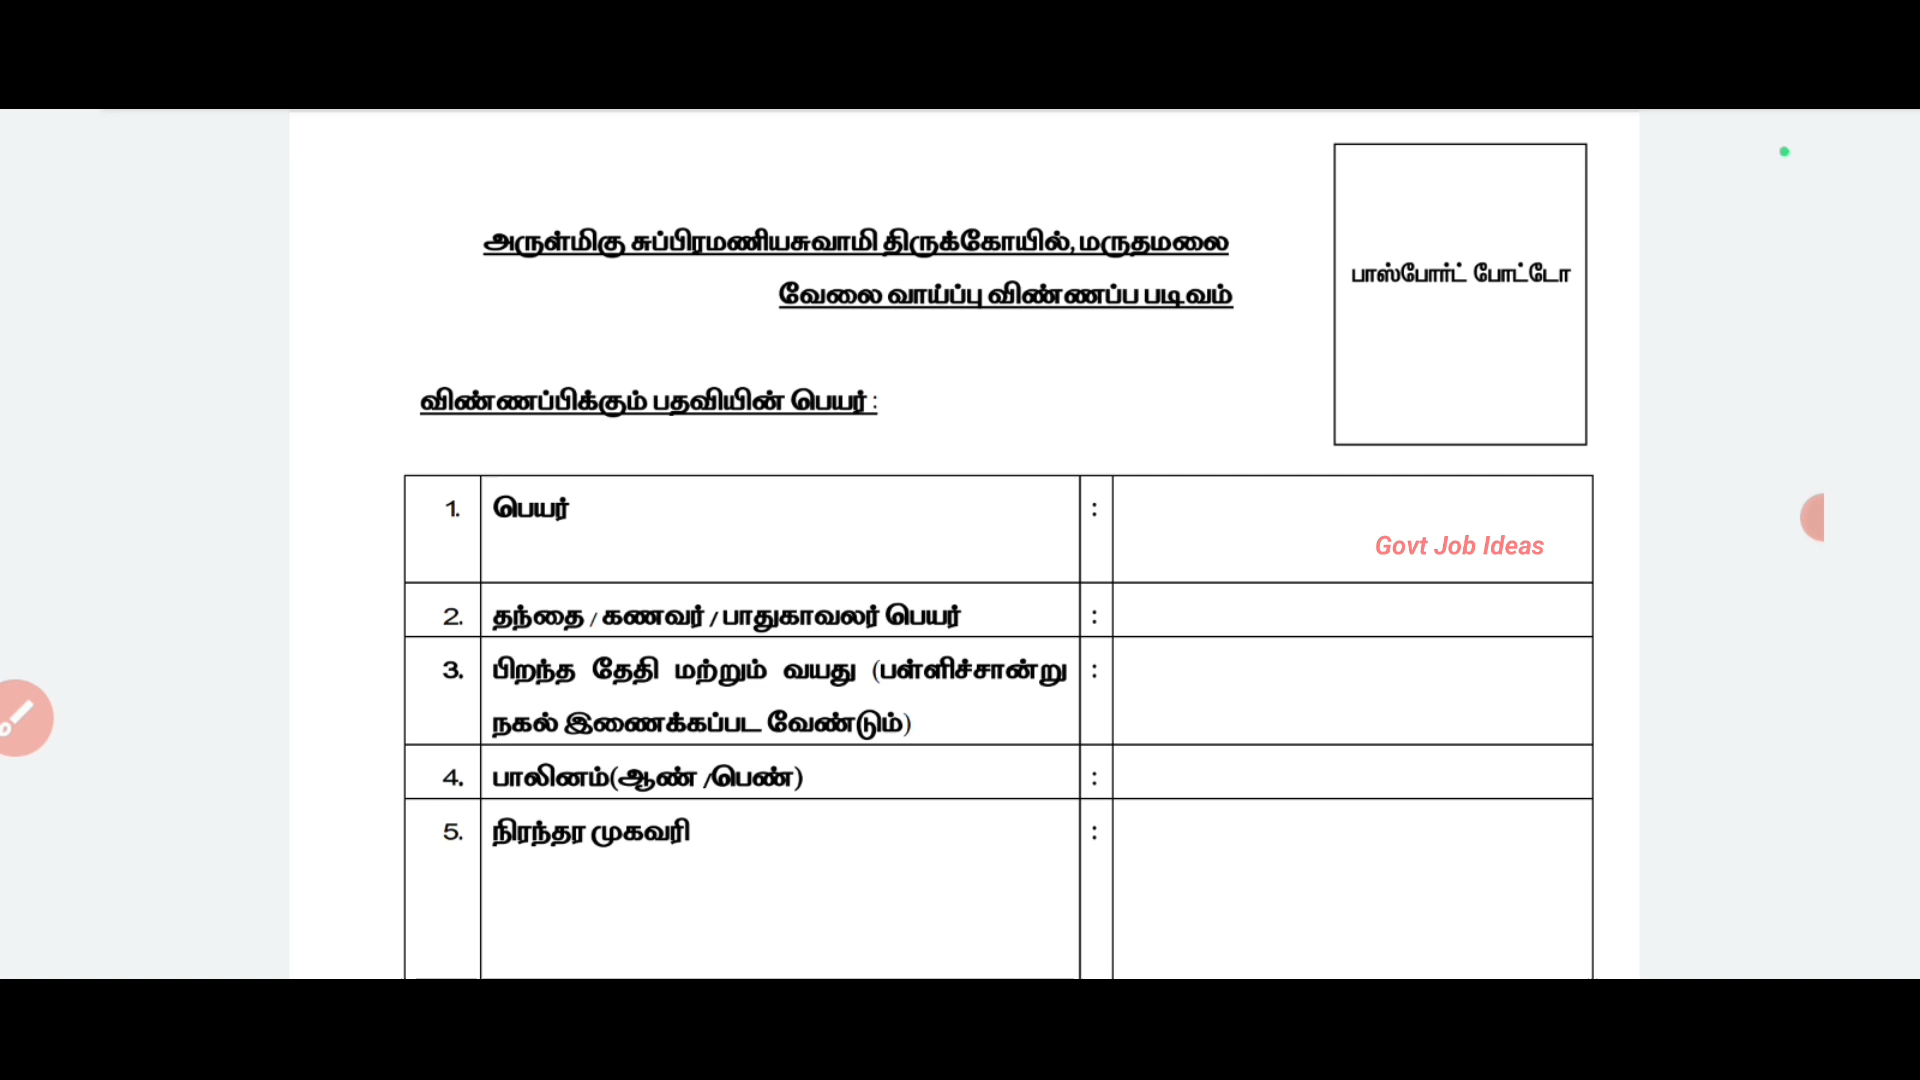 அருள்மிகு சுப்பிரமணியசுவாமி திருக்கோயில், மருதமலை
வேலை வாய்ப்பு விண்ணப்ப படிவம்
பாஸ்போர்ட் போட்டோ
விண்ணப்பிக்கும் பதவியின் பெயர் :
1. பெயர் :
Govt Job Ideas
2. தந்தை / கணவர் / பாதுகாவலர் பெயர் :
3. பிறந்த தேதி மற்றும் வயது (பள்ளிச்சான்று :
நகல் இணைக்கப்பட வேண்டும்)
4. பாலினம்(ஆண் /பெண்) :
5. நிரந்தர முகவரி :